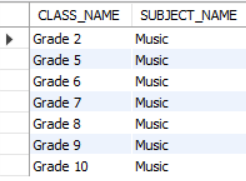 CLASS_NAME SUBJECT_NAME
Grade 2 Music
Grade 5 Music
Grade 6 Music
Grade 7 Music
Grade 8 Music
Grade 9 Music
Grade 10 Music